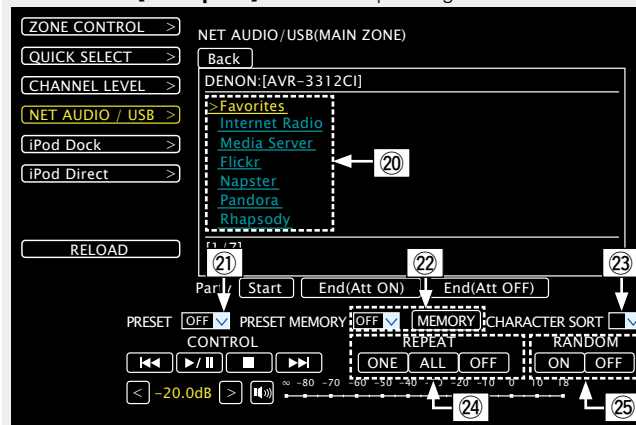 ZONE CONTROL >
QUICK SELECT >
CHANNEL LEVEL >
NET AUDIO / USB >
iPod Dock >
iPod Direct >
RELOAD
NET AUDIO/USB(MAIN ZONE)
Back
DENON:[AVR-3312CI]
>Favorites
Internet Radio
Media Server
Flickr
Napster
Pandora
Rhapsody
⑳
[1/7]
㉑ ㉒ ㉓
Party Start End(Att ON) End(Att OFF)
PRESET OFF PRESET MEMORY OFF MEMORY CHARACTER SORT
CONTROL REPEAT RANDOM
ONE ALL OFF ON OFF
< -20.0dB > ∞ -80 -70 -60 -50 -40 -30 -20 -10 0 10 18
㉔ ㉕